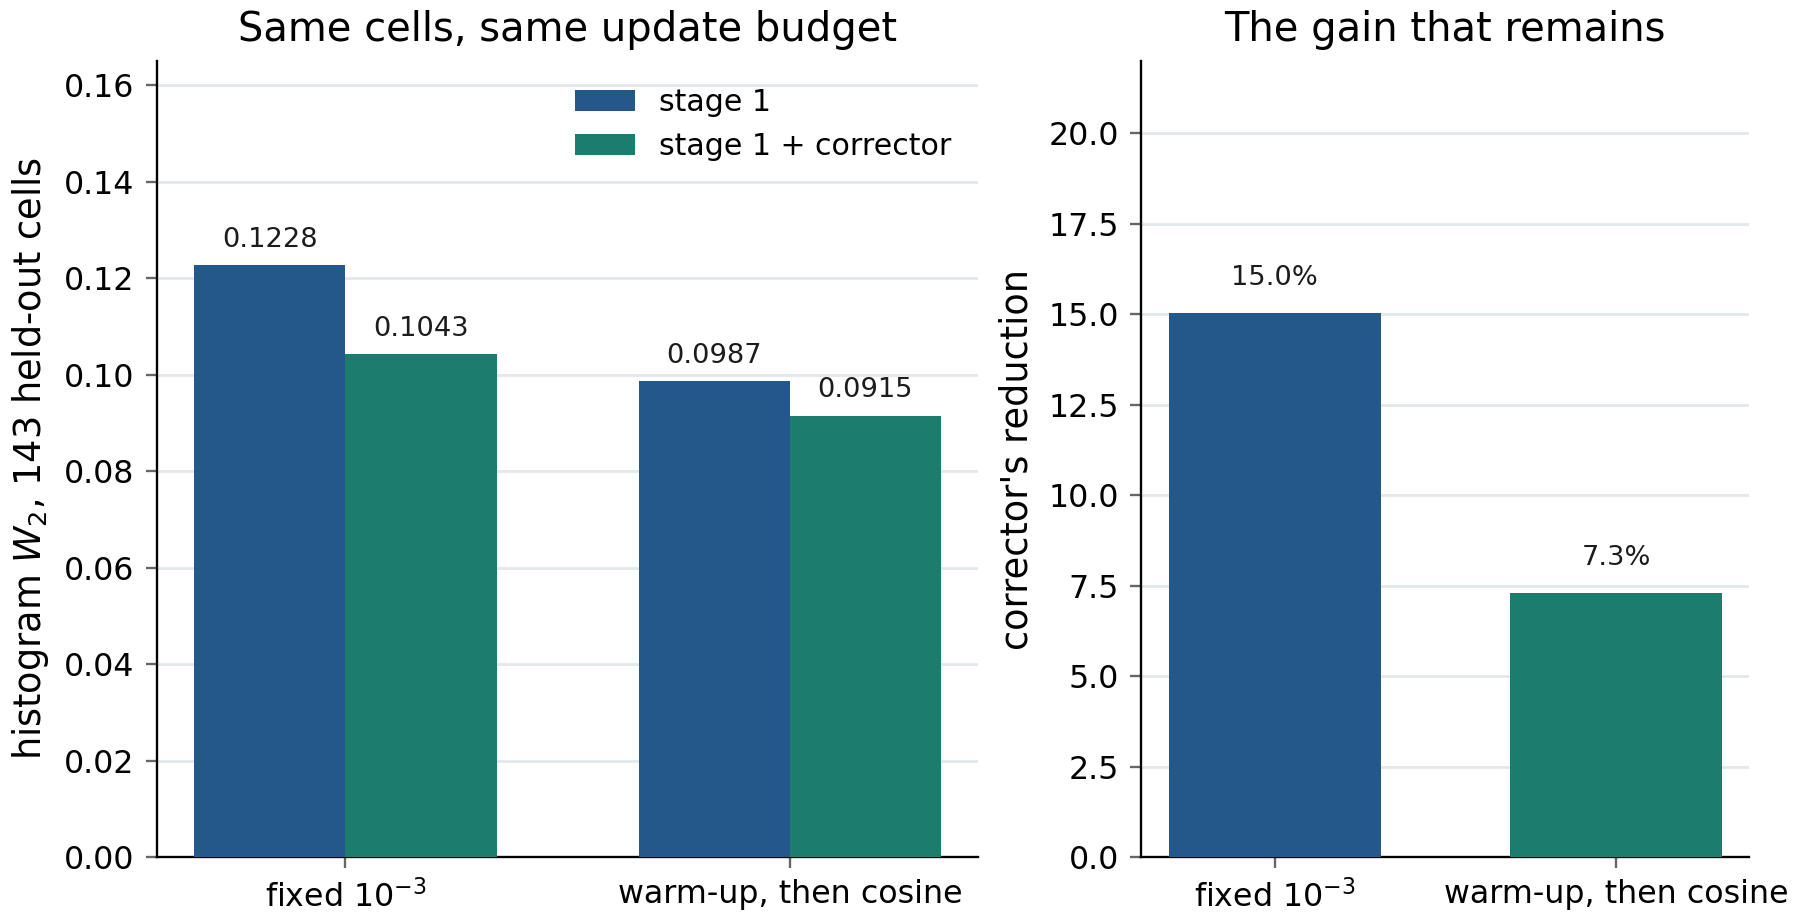 Same cells, same update budget
histogram W₂, 143 held-out cells
0.16
0.14
0.12
0.10
0.08
0.06
0.04
0.02
0.00
stage 1
stage 1 + corrector
0.1228
0.1043
0.0987
0.0915
fixed 10⁻³
warm-up, then cosine
The gain that remains
corrector's reduction
20.0
17.5
15.0
12.5
10.0
7.5
5.0
2.5
0.0
15.0%
7.3%
fixed 10⁻³
warm-up, then cosine